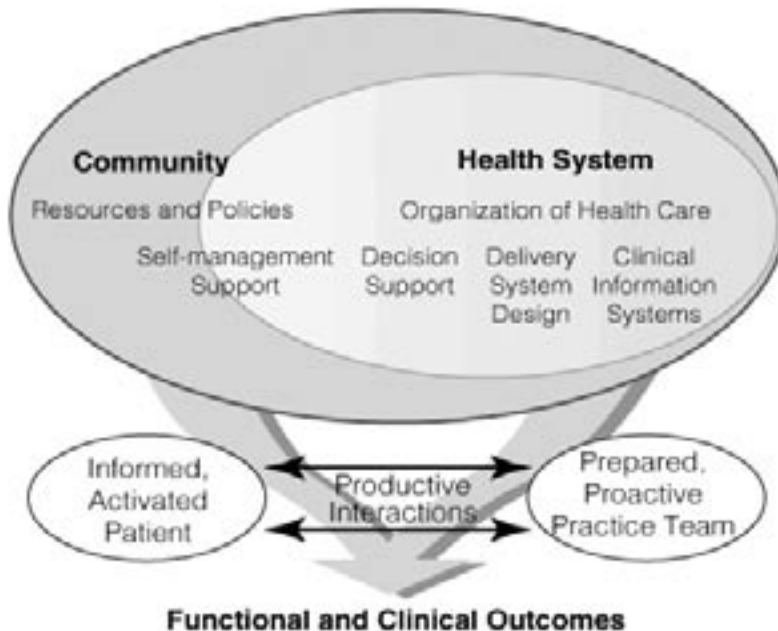 Community
Health System
Resources and Policies
Organization of Health Care
Self-management
Support
Decision
Support
Delivery
System
Design
Clinical
Information
Systems
Informed,
Activated
Patient
Productive
Interactions
Prepared,
Proactive
Practice Team
Functional and Clinical Outcomes